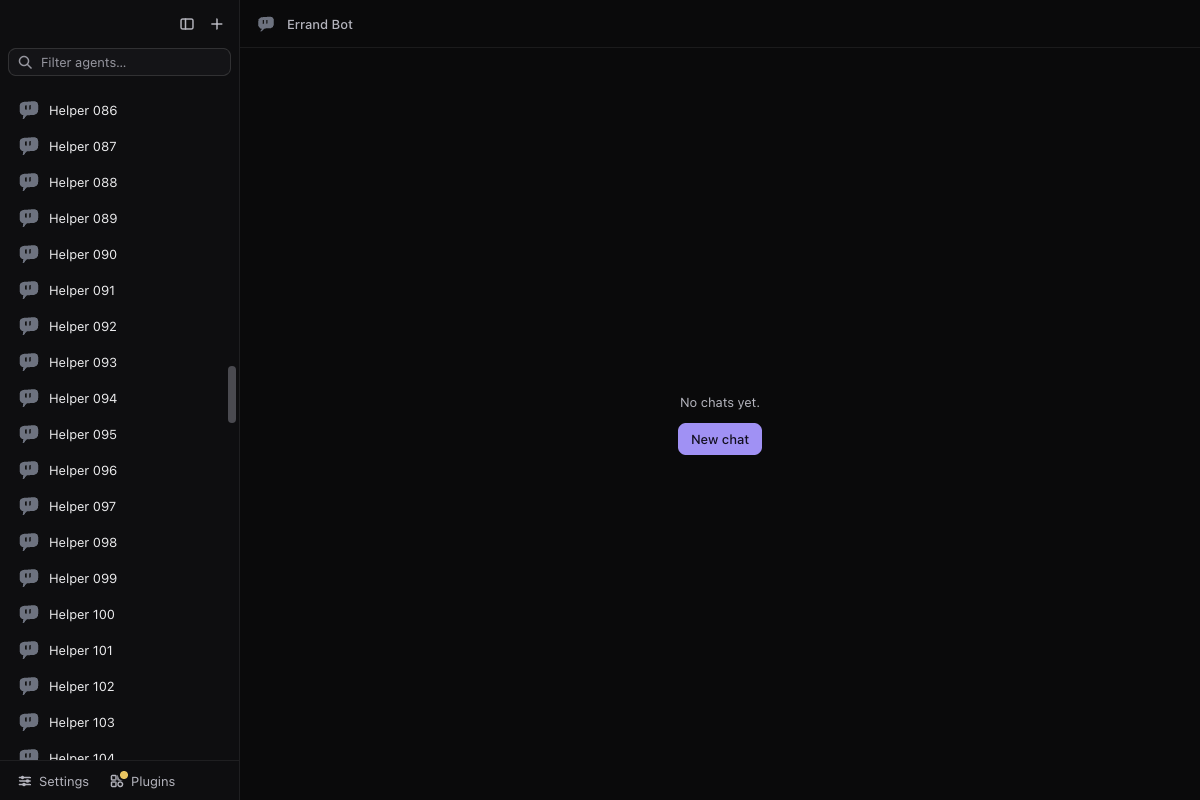 Errand Bot
Filter agents...
Helper 086
Helper 087
Helper 088
Helper 089
Helper 090
Helper 091
Helper 092
Helper 093
Helper 094
Helper 095
Helper 096
Helper 097
Helper 098
Helper 099
Helper 100
Helper 101
Helper 102
Helper 103
Helper 104
Settings
Plugins
No chats yet.
New chat